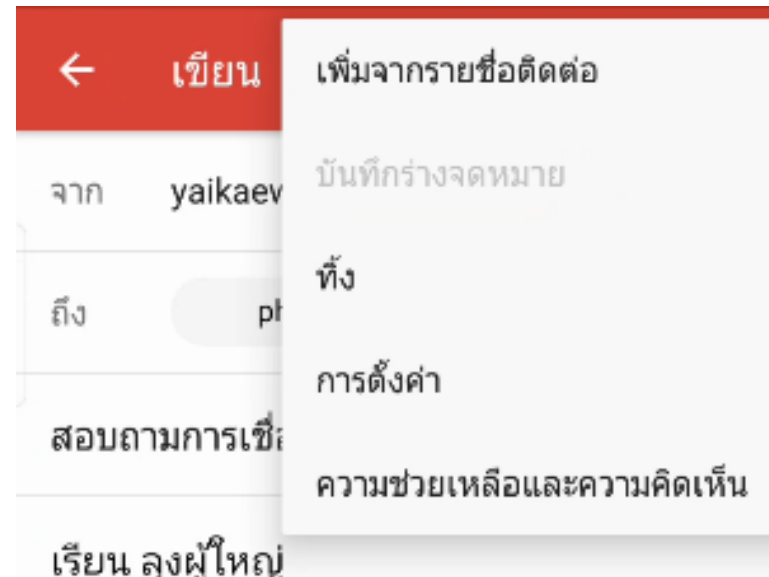 เขียน
เพิ่มจากรายชื่อติดต่อ
จาก yaikaev
บันทึกร่างจดหมาย
ถึง ph
ทิ้ง
การตั้งค่า
สอบถามการเชื่อ
ความช่วยเหลือและความคิดเห็น
เรียน ลุงผู้ใหญ่